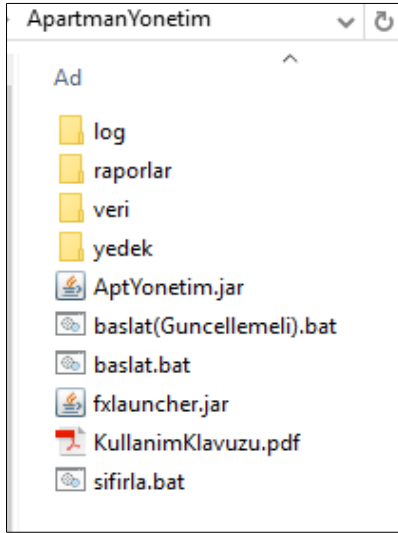 ApartmanYonetim
Ad
log
raporlar
veri
yedek
AptYonetim.jar
baslat(Guncellemeli).bat
baslat.bat
fxlauncher.jar
KullanimKlavuzu.pdf
sifirla.bat